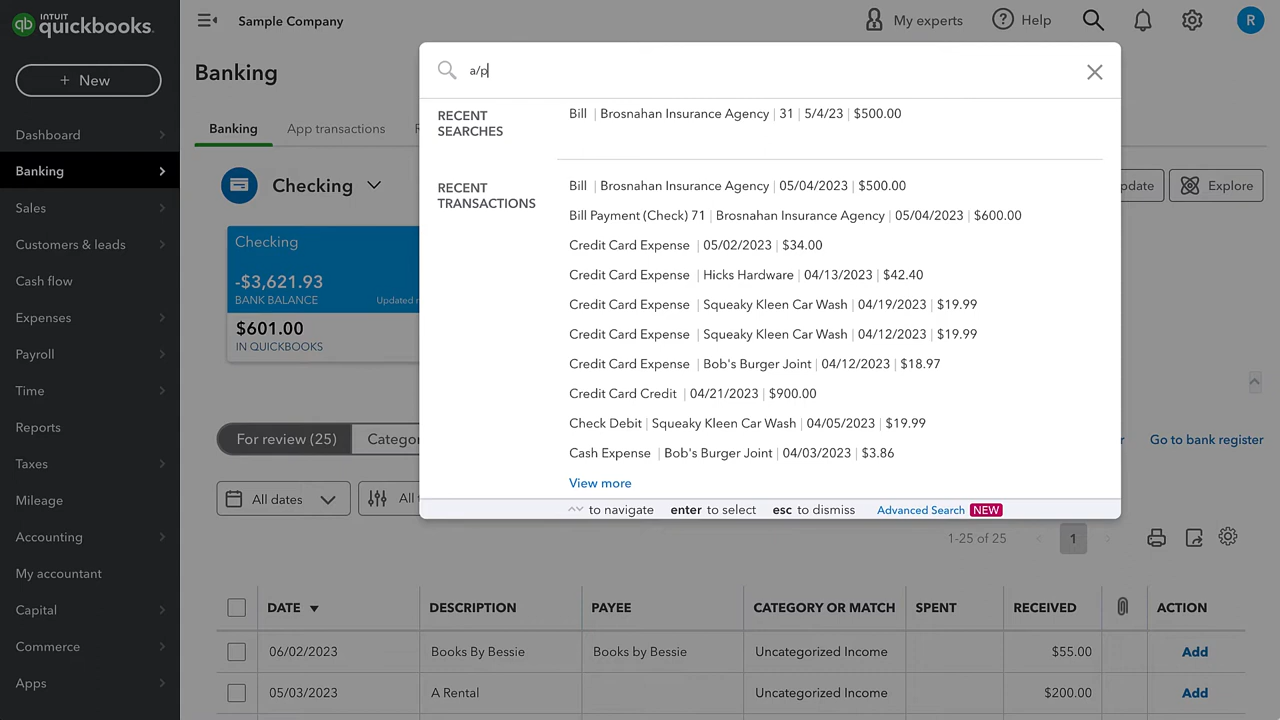 INTUIT
quickbooks.
Sample Company
My experts
Help
R
+ New
Dashboard
Banking
Sales
Customers & leads
Cash flow
Expenses
Payroll
Time
Reports
Taxes
Mileage
Accounting
My accountant
Capital
Commerce
Apps
Banking
Banking
App transactions
Checking
pdate
Explore
Checking
-$3,621.93
BANK BALANCE
Updated
$601.00
IN QUICKBOOKS
a/p
RECENT SEARCHES
Bill | Brosnahan Insurance Agency | 31 | 5/4/23 | $500.00
RECENT TRANSACTIONS
Bill | Brosnahan Insurance Agency | 05/04/2023 | $500.00
Bill Payment (Check) 71 | Brosnahan Insurance Agency | 05/04/2023 | $600.00
Credit Card Expense | 05/02/2023 | $34.00
Credit Card Expense | Hicks Hardware | 04/13/2023 | $42.40
Credit Card Expense | Squeaky Kleen Car Wash | 04/19/2023 | $19.99
Credit Card Expense | Squeaky Kleen Car Wash | 04/12/2023 | $19.99
Credit Card Expense | Bob's Burger Joint | 04/12/2023 | $18.97
Credit Card Credit | 04/21/2023 | $900.00
Check Debit | Squeaky Kleen Car Wash | 04/05/2023 | $19.99
Cash Expense | Bob's Burger Joint | 04/03/2023 | $3.86
View more
to navigate enter to select esc to dismiss Advanced Search NEW
For review (25)
Categor
Go to bank register
All dates
All
1-25 of 25
1
DATE DESCRIPTION PAYEE CATEGORY OR MATCH SPENT RECEIVED ACTION
06/02/2023 Books By Bessie Books by Bessie Uncategorized Income $55.00 Add
05/03/2023 A Rental Uncategorized Income $200.00 Add